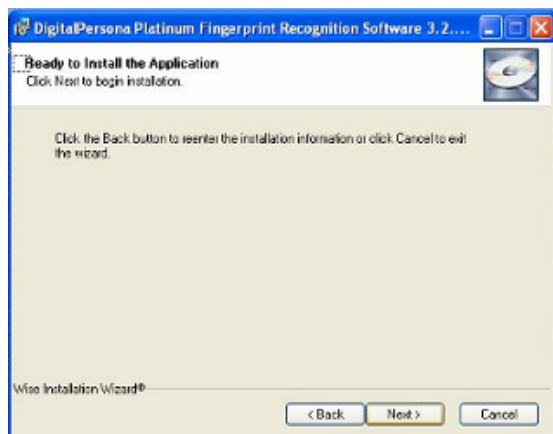 DigitalPersona Platinum Fingerprint Recognition Software 3.2....
Ready to Install the Application
Click Next to begin installation.
Click the Back button to reenter the installation information or click Cancel to exit
the wizard.
Wise Installation Wizard®
< Back
Next >
Cancel